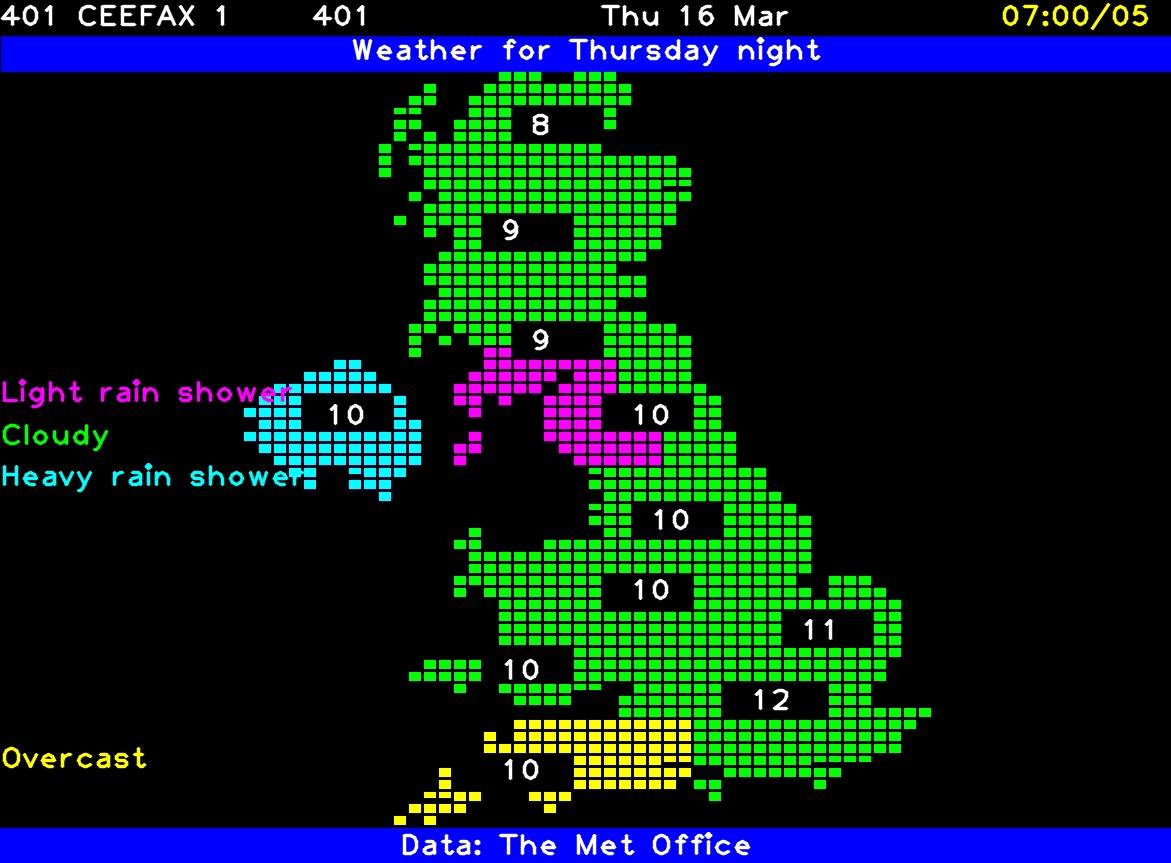 401 CEEFAX 1 401 Thu 16 Mar 07:00/05
Weather for Thursday night
8
9
9
Light rain shower
10
10
Cloudy
Heavy rain shower
10
10
11
10
12
Overcast
10
Data: The Met Office